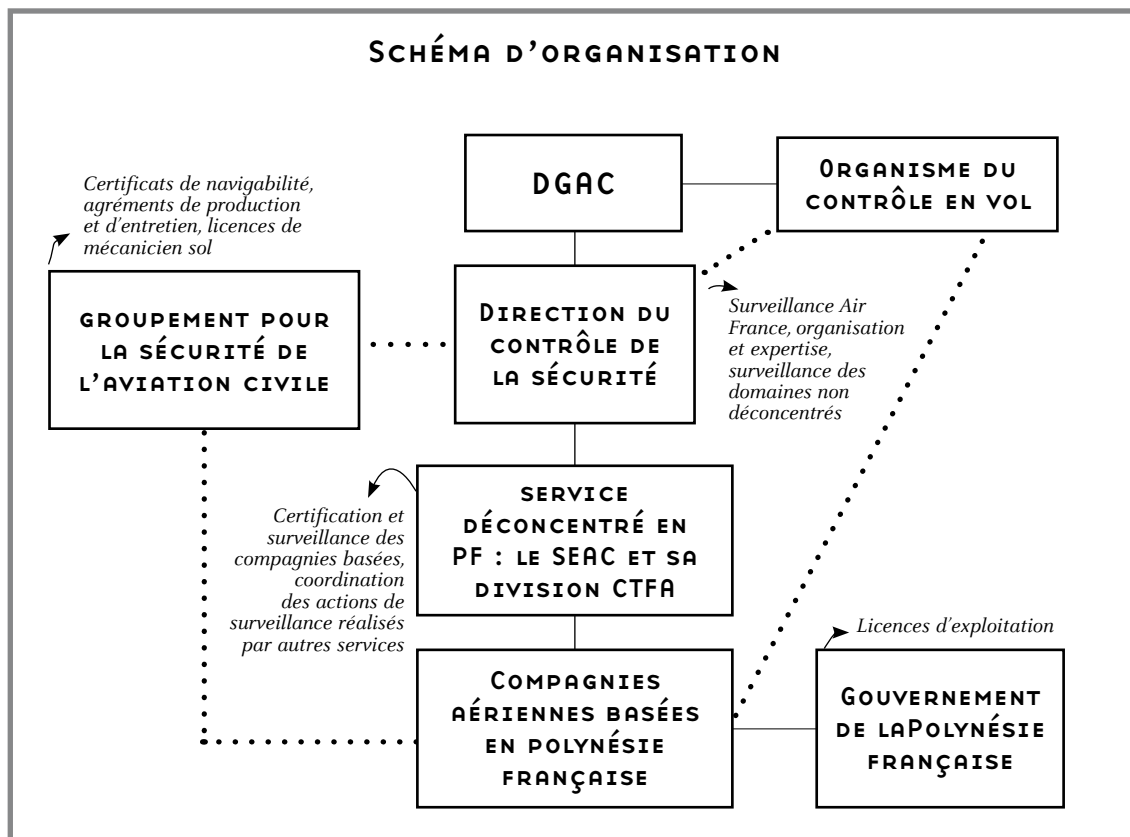 SCHÉMA D'ORGANISATION
DGAC
ORGANISME DU
CONTRÔLE EN VOL
Certificats de navigabilité,
agréments de production
et d'entretien, licences de
mécanicien sol
GROUPEMENT POUR
LA SÉCURITÉ DE
L'AVIATION CIVILE
DIRECTION DU
CONTRÔLE DE
LA SÉCURITÉ
Surveillance Air
France, organisation
et expertise,
surveillance des
domaines non
déconcentrés
Certification et
surveillance des
compagnies basées,
coordination
des actions de
surveillance réalisés
par autres services
SERVICE
DÉCONCENTRÉ EN
PF : LE SEAC ET SA
DIVISION CTFA
COMPAGNIES
AÉRIENNES BASÉES
EN POLYNÉSIE
FRANÇAISE
Licences d'exploitation
GOUVERNEMENT
DE LAPOLYNÉSIE
FRANÇAISE